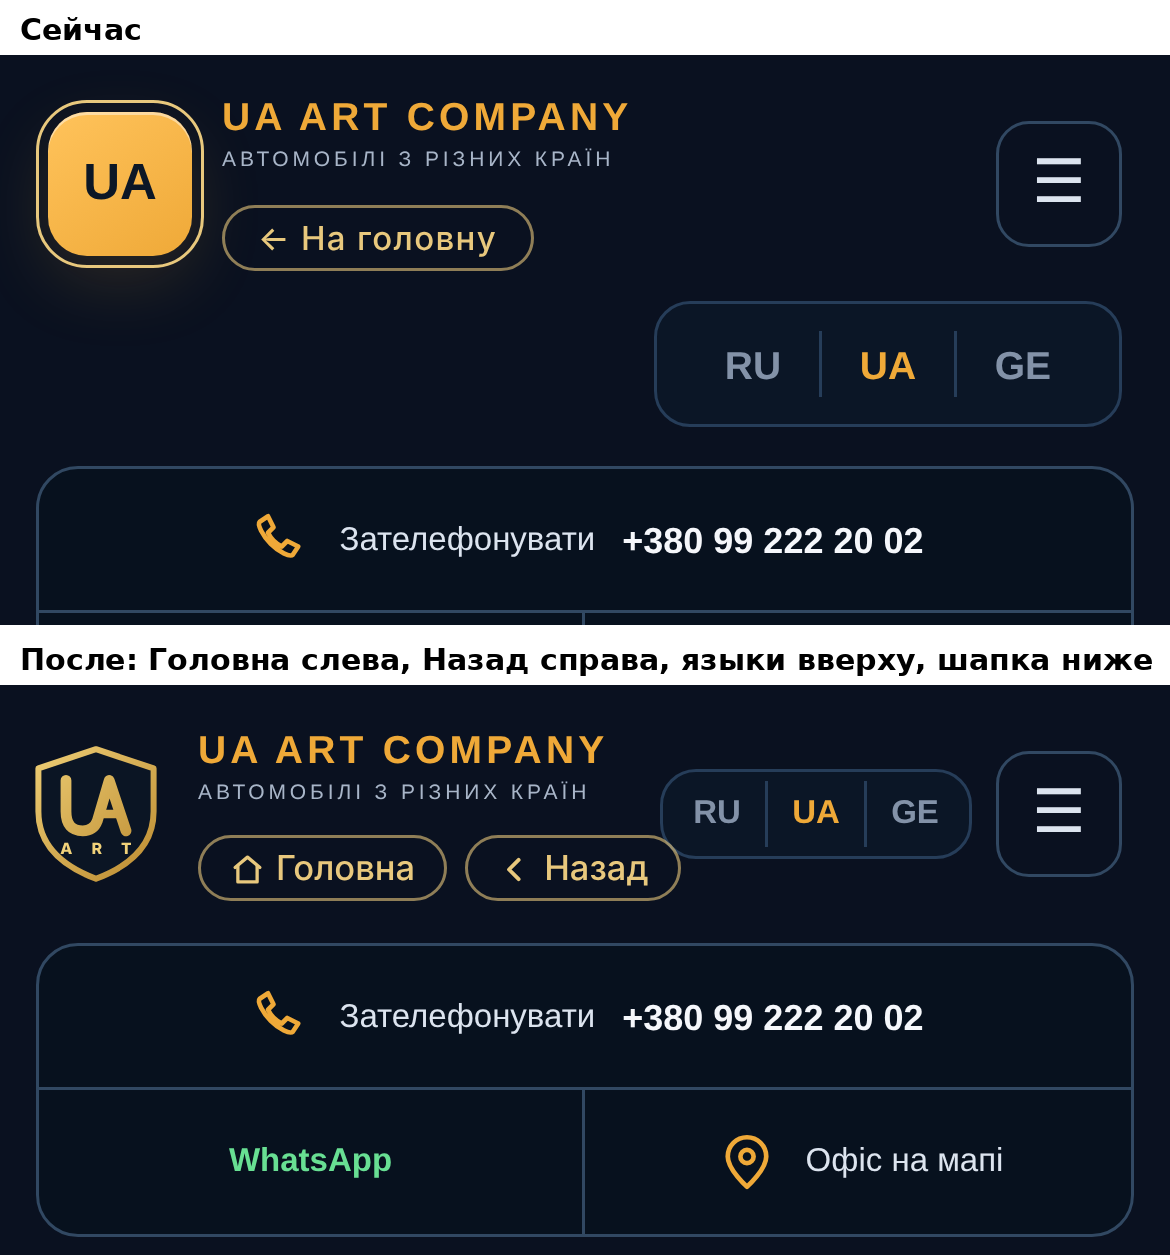 Сейчас
UA
UA ART COMPANY
АВТОМОБІЛІ З РІЗНИХ КРАЇН
← На головну
RU UA GE
Зателефонувати +380 99 222 20 02
После: Головна слева, Назад справа, языки вверху, шапка ниже
UA
ART
UA ART COMPANY
АВТОМОБІЛІ З РІЗНИХ КРАЇН
Головна Назад
RU UA GE
Зателефонувати +380 99 222 20 02
WhatsApp Офіс на мапі